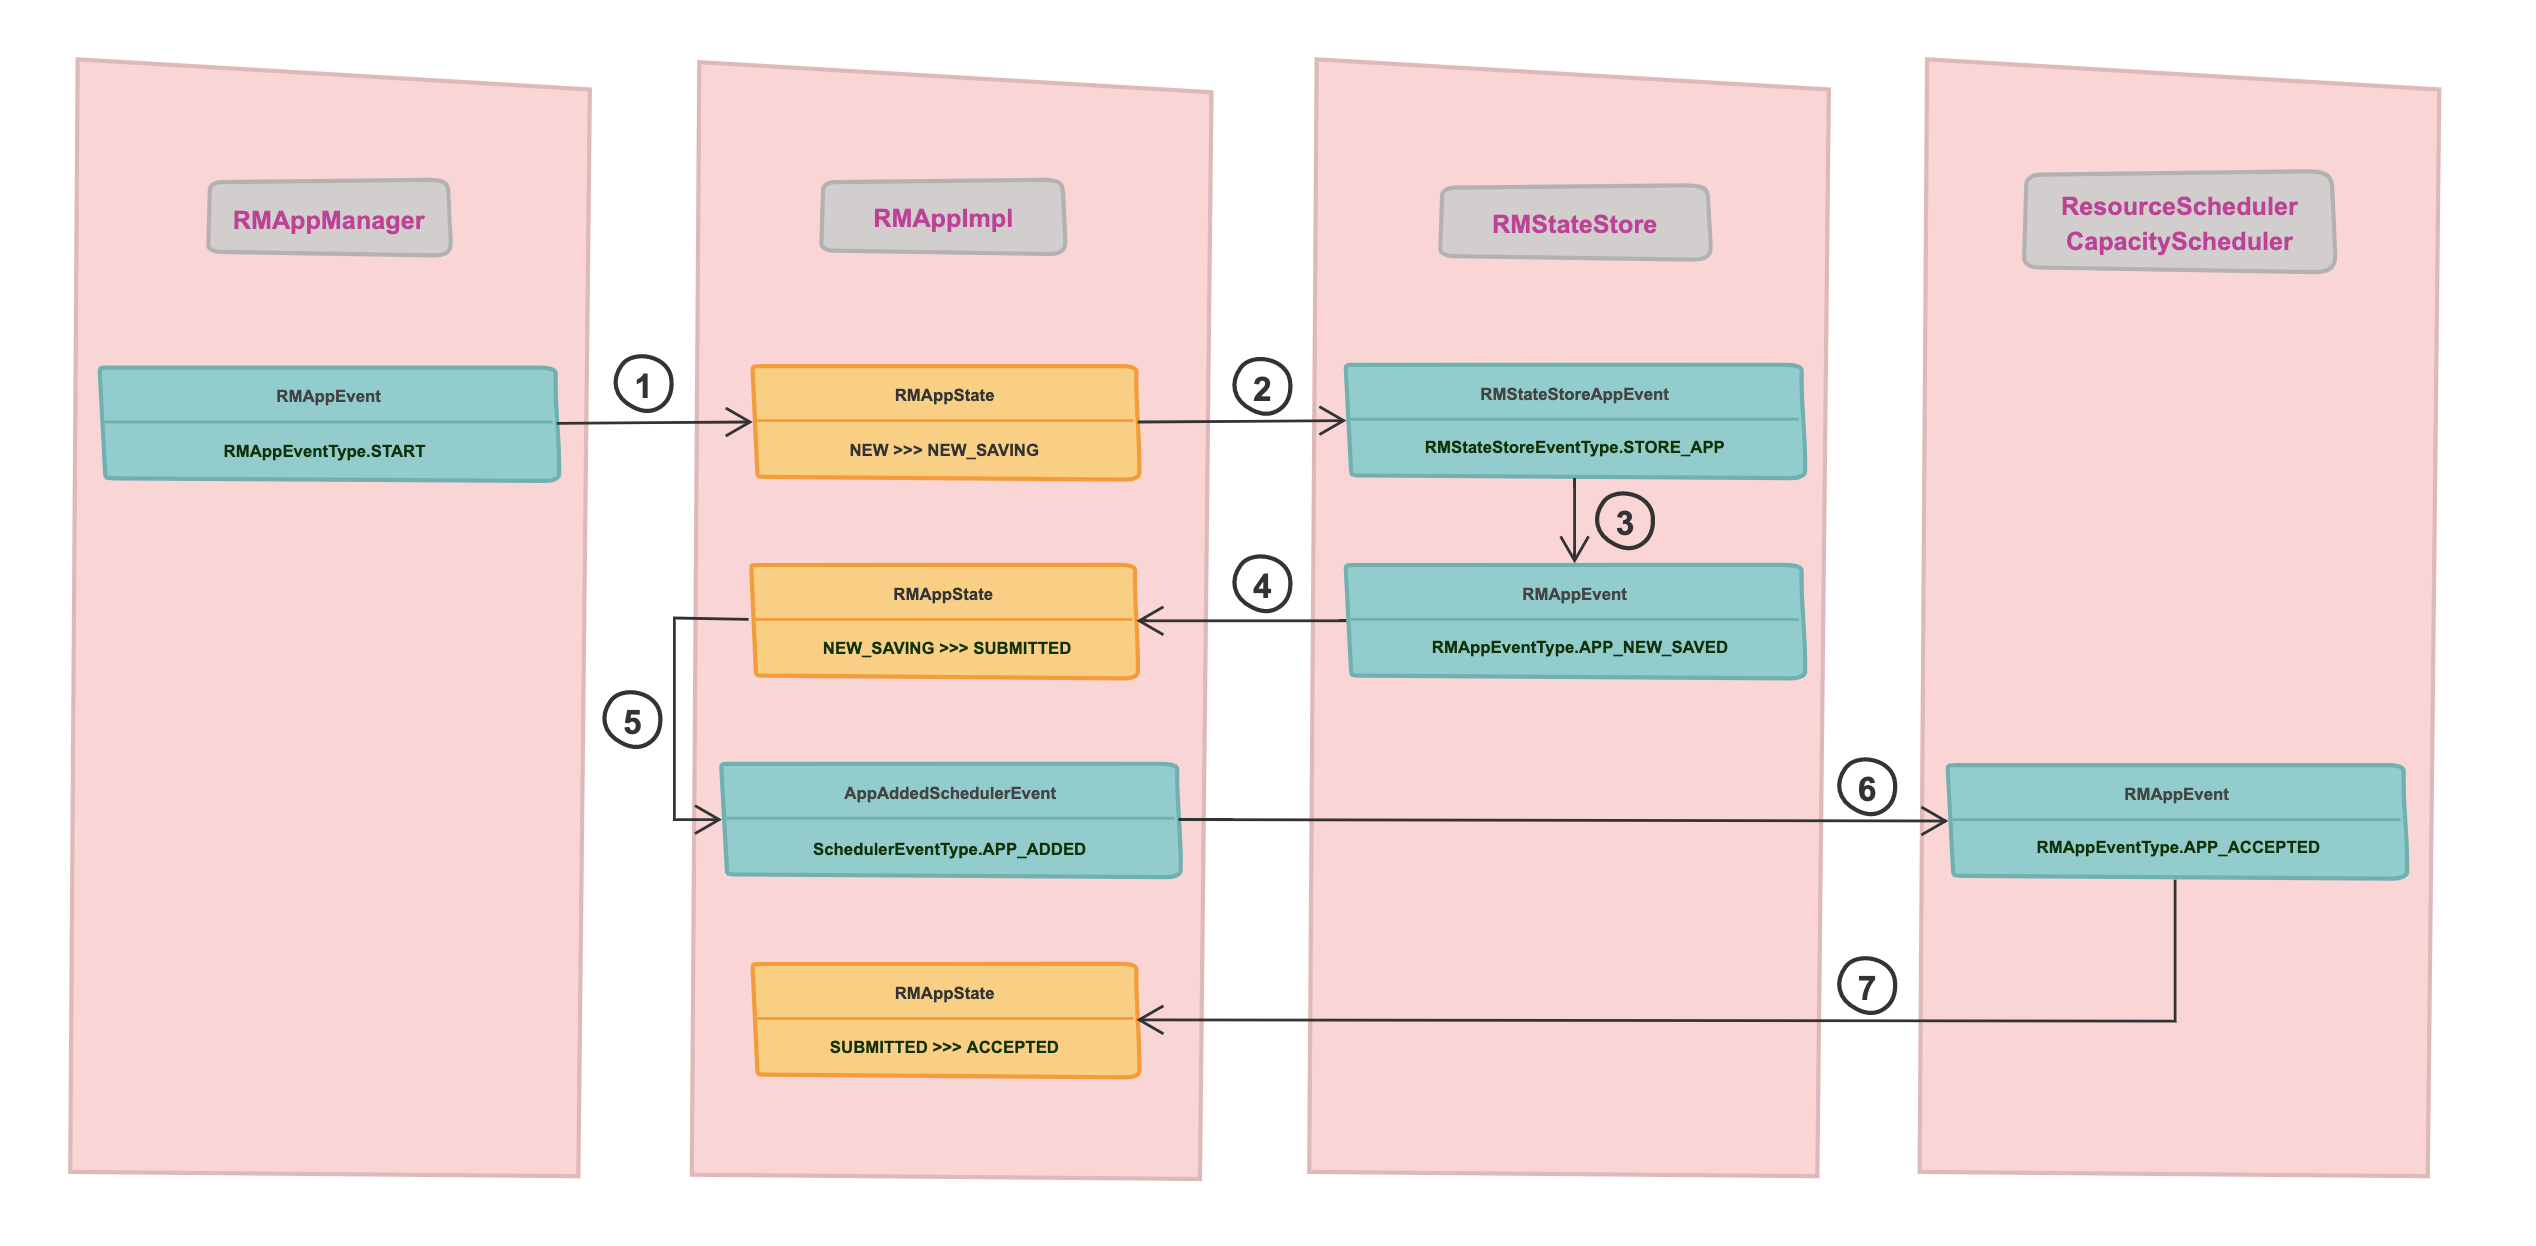 RMAppManager
RMAppImpl
RMStateStore
ResourceScheduler
CapacityScheduler
RMAppEvent
RMAppEventType.START
1
RMAppState
NEW >>> NEW_SAVING
2
RMStateStoreAppEvent
RMStateStoreEventType.STORE_APP
3
RMAppEvent
RMAppEventType.APP_NEW_SAVED
4
RMAppState
NEW_SAVING >>> SUBMITTED
5
AppAddedSchedulerEvent
SchedulerEventType.APP_ADDED
6
RMAppEvent
RMAppEventType.APP_ACCEPTED
7
RMAppState
SUBMITTED >>> ACCEPTED